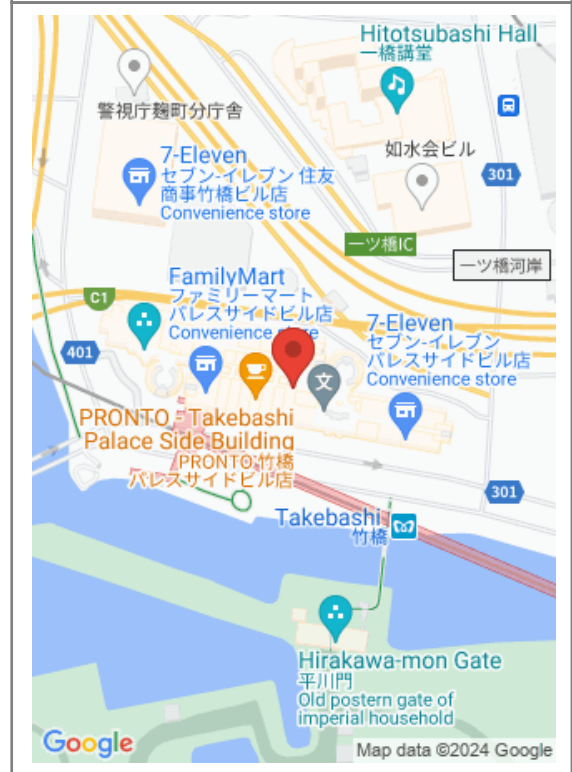 Hitotsubashi Hall
一橋講堂
警視庁麹町分庁舎
如水会ビル
7-Eleven
セブン-イレブン 住友
商事竹橋ビル店
Convenience store
301
一ツ橋IC
一ツ橋河岸
FamilyMart
ファミリーマート
パレスサイドビル店
Convenience store
C1
7-Eleven
セブン-イレブン
パレスサイドビル店
Convenience store
401
文
PRONTO - Takebashi
Palace Side Building
PRONTO 竹橋
パレスサイドビル店
301
Takebashi
竹橋
Hirakawa-mon Gate
平川門
Old postern gate of
imperial household
Google
Map data ©2024 Google